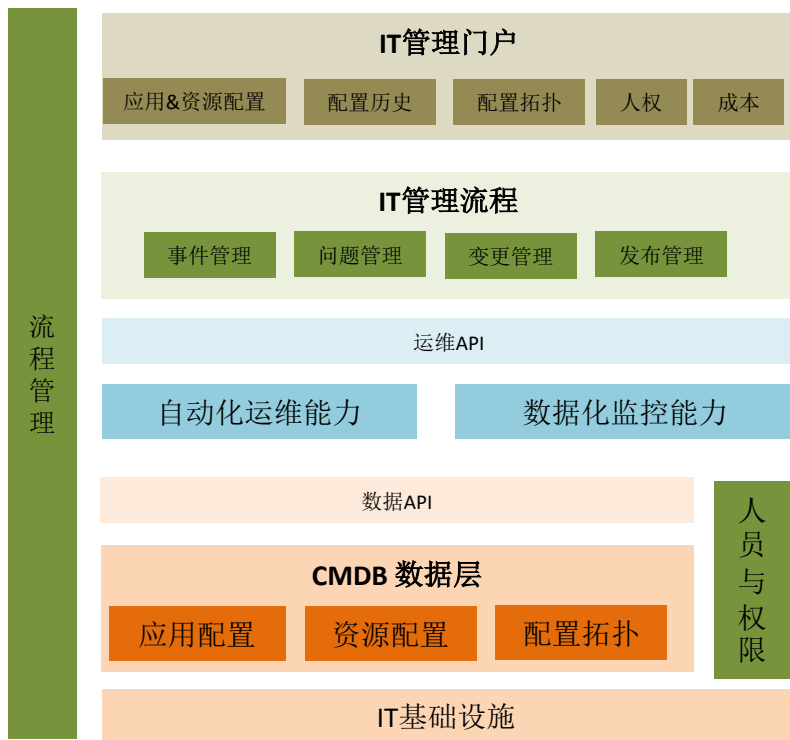 流程管理
IT管理门户
应用&资源配置 配置历史 配置拓扑 人权 成本
IT管理流程
事件管理 问题管理 变更管理 发布管理
运维API
自动化运维能力 数据化监控能力
数据API
人员与权限
CMDB 数据层
应用配置 资源配置 配置拓扑
IT基础设施